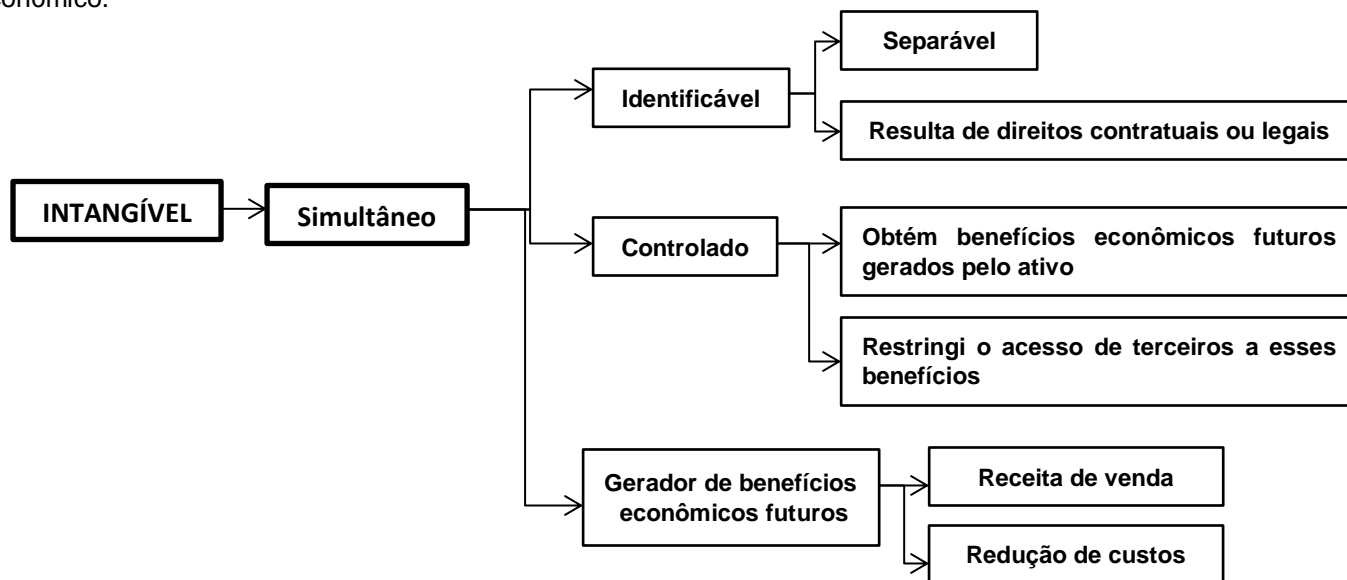 onômico.
Separável
Identificável
Resulta de direitos contratuais ou legais
INTANGÍVEL
Simultâneo
Controlado
Obtém benefícios econômicos futuros
gerados pelo ativo
Restringi o acesso de terceiros a esses
benefícios
Gerador de benefícios
econômicos futuros
Receita de venda
Redução de custos